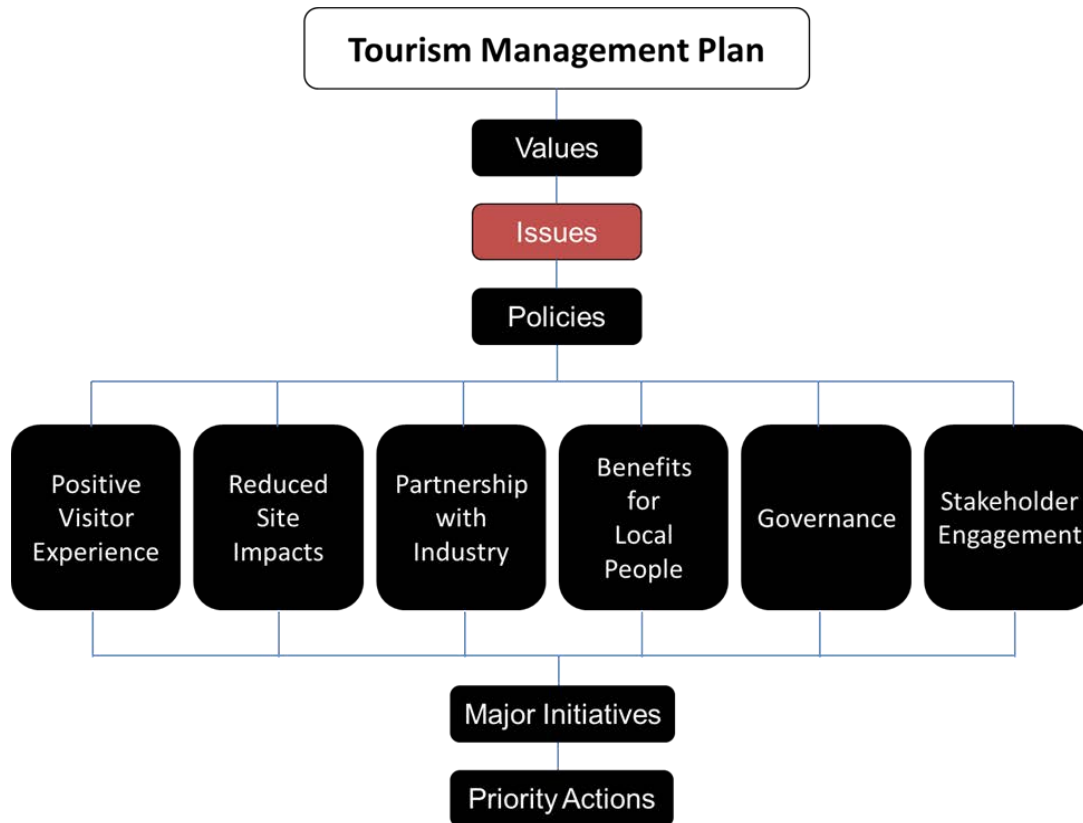 Tourism Management Plan
Values
Issues
Policies
Positive
Visitor
Experience
Reduced
Site
Impacts
Partnership
with
Industry
Benefits
for
Local
People
Governance
Stakeholder
Engagement
Major Initiatives
Priority Actions